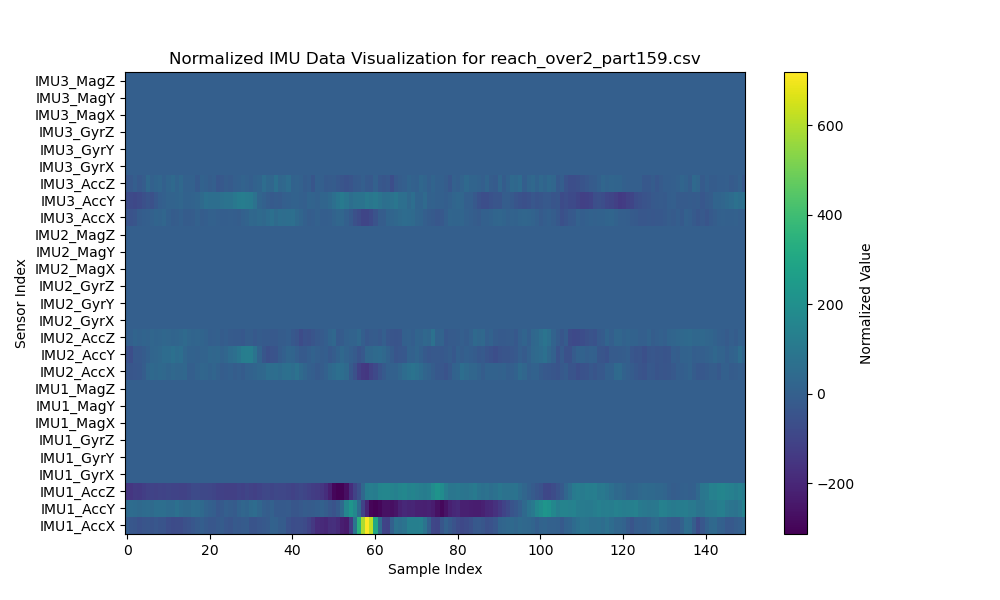 Normalized IMU Data Visualization for reach_over2_part159.csv
IMU3_MagZ
IMU3_MagY
IMU3_MagX
IMU3_GyrZ
IMU3_GyrY
IMU3_GyrX
IMU3_AccZ
IMU3_AccY
IMU3_AccX
IMU2_MagZ
IMU2_MagY
IMU2_MagX
IMU2_GyrZ
IMU2_GyrY
IMU2_GyrX
IMU2_AccZ
IMU2_AccY
IMU2_AccX
IMU1_MagZ
IMU1_MagY
IMU1_MagX
IMU1_GyrZ
IMU1_GyrY
IMU1_GyrX
IMU1_AccZ
IMU1_AccY
IMU1_AccX
Sensor Index
0 20 40 60 80 100 120 140
Sample Index
600
400
200
0
−200
Normalized Value